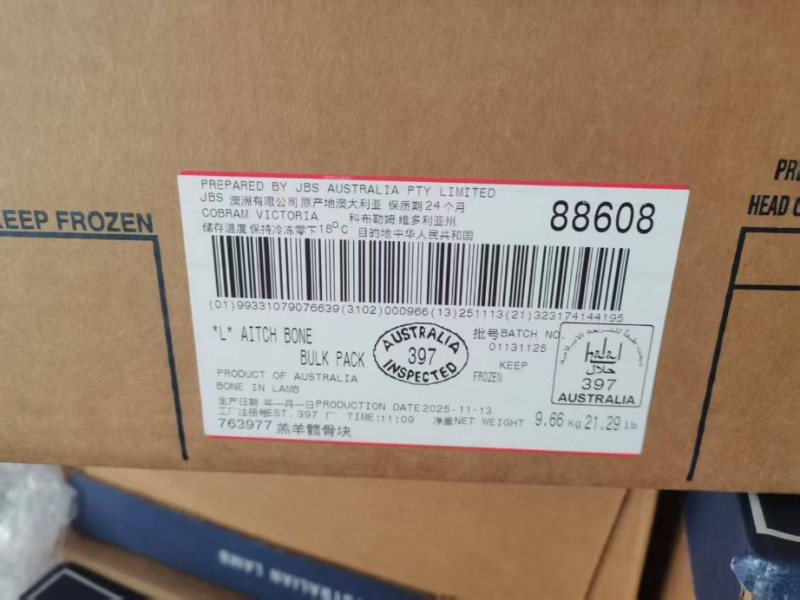 PREPARED BY JBS AUSTRALIA PTY LIMITED
JBS 澳洲有限公司原产地澳大利亚 保质期24个月
COBRAM VICTORIA 科布勒姆 维多利亚州
88608
储存温度 保持冷冻零下18°C 目的地中华人民共和国
(01)99331079076639(3102)000966(13)251113(21)323174144195
*L* AITCH BONE
BULK PACK
AUSTRALIA
397
INSPECTED
批号BATCH NO.
01131125
KEEP
FROZEN
halal
حلال
397
AUSTRALIA
PRODUCT OF AUSTRALIA
BONE IN LAMB
生产日期 年—月—日PRODUCTION DATE2025-11-13
工厂注册号EST. 397 厂 TIME:11:09 净重NET WEIGHT 9.66 kg 21.29 lb
763977 羔羊髋骨块
KEEP FROZEN
HEAD
AUSTRALIAN LAMB